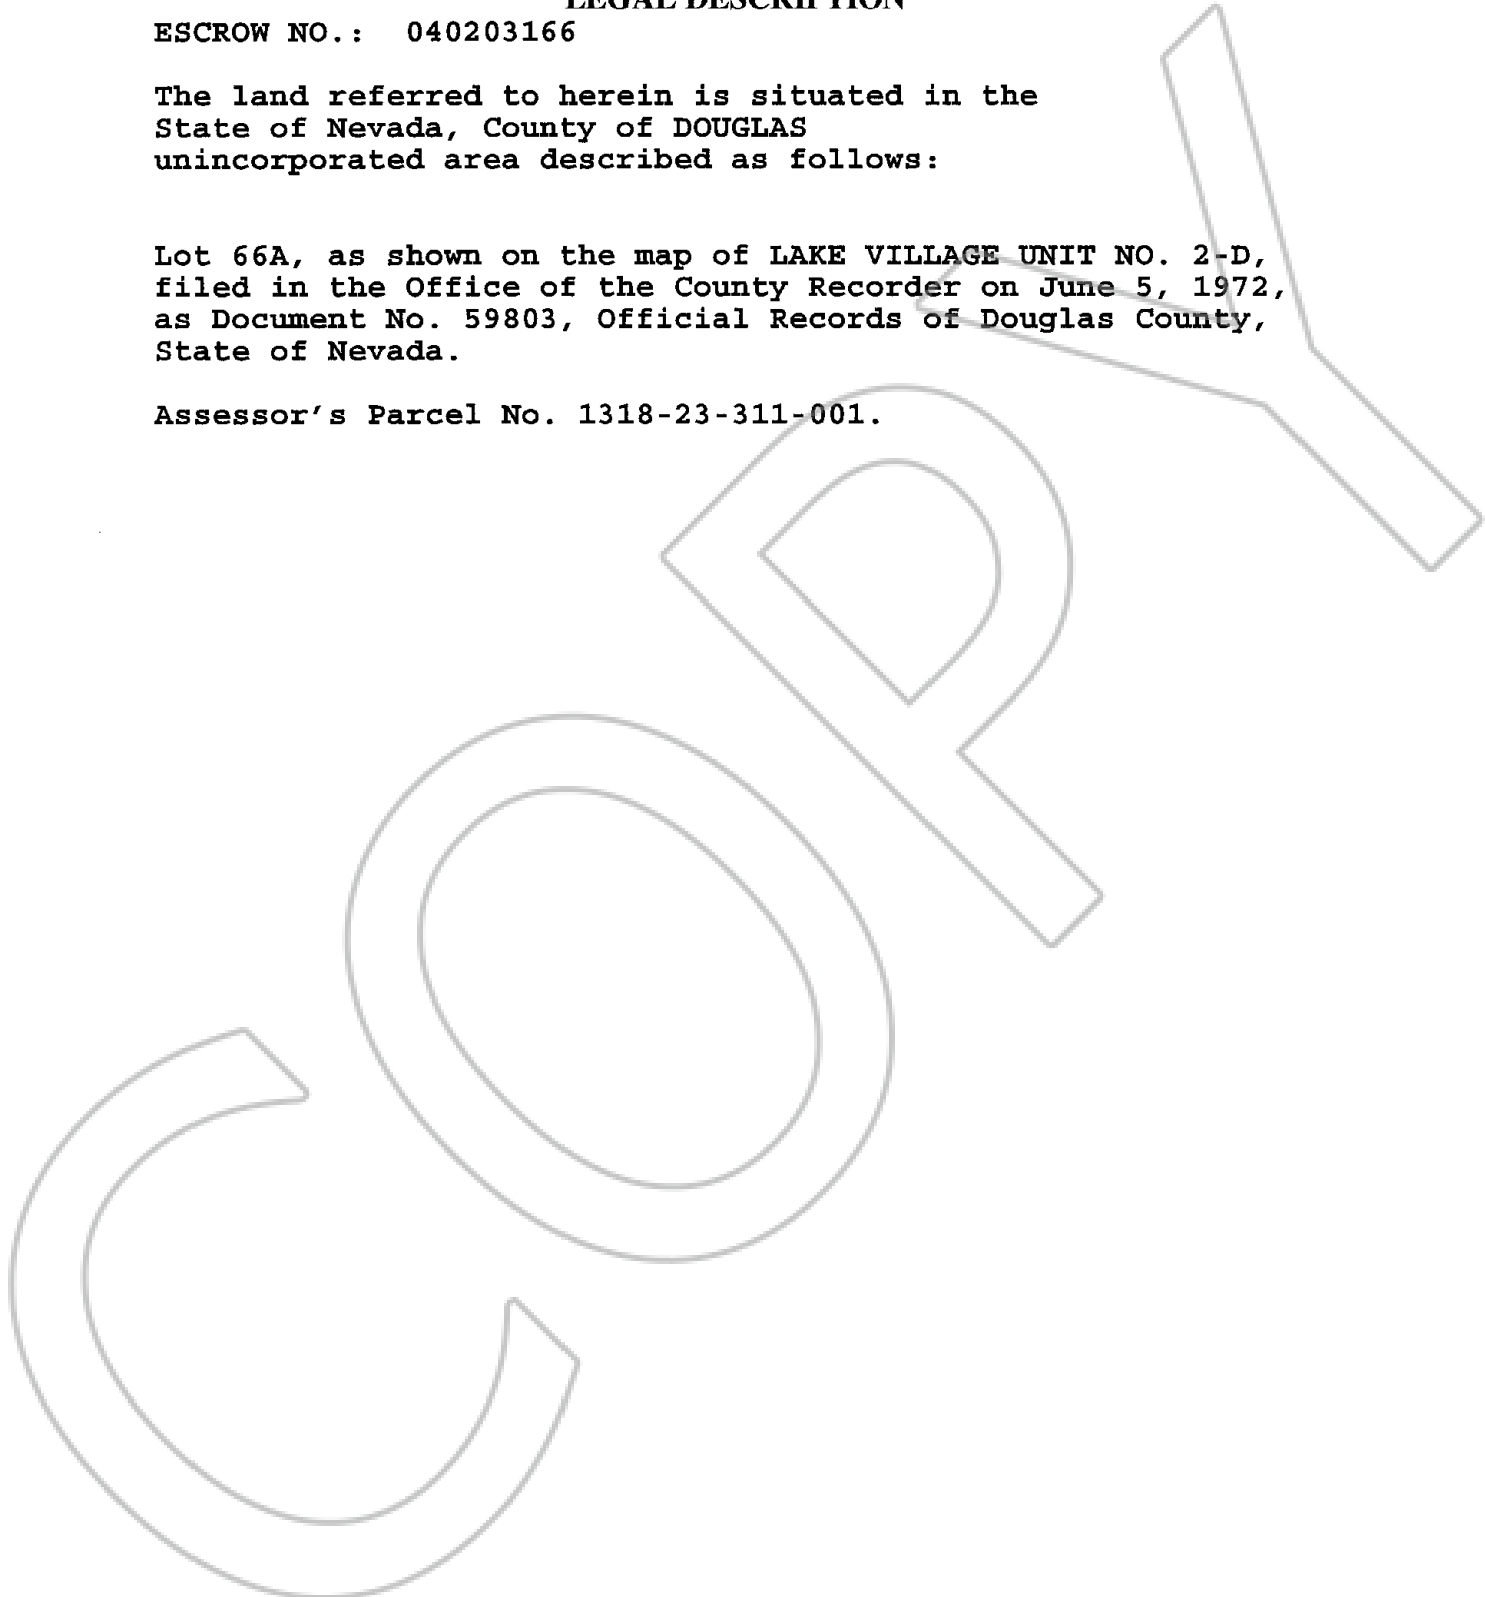 LEGAL DESCRIPTION
ESCROW NO.: 040203166
The land referred to herein is situated in the
State of Nevada, County of DOUGLAS
unincorporated area described as follows:
Lot 66A, as shown on the map of LAKE VILLAGE UNIT NO. 2-D,
filed in the Office of the County Recorder on June 5, 1972,
as Document No. 59803, Official Records of Douglas County,
State of Nevada.
Assessor's Parcel No. 1318-23-311-001.
COPY